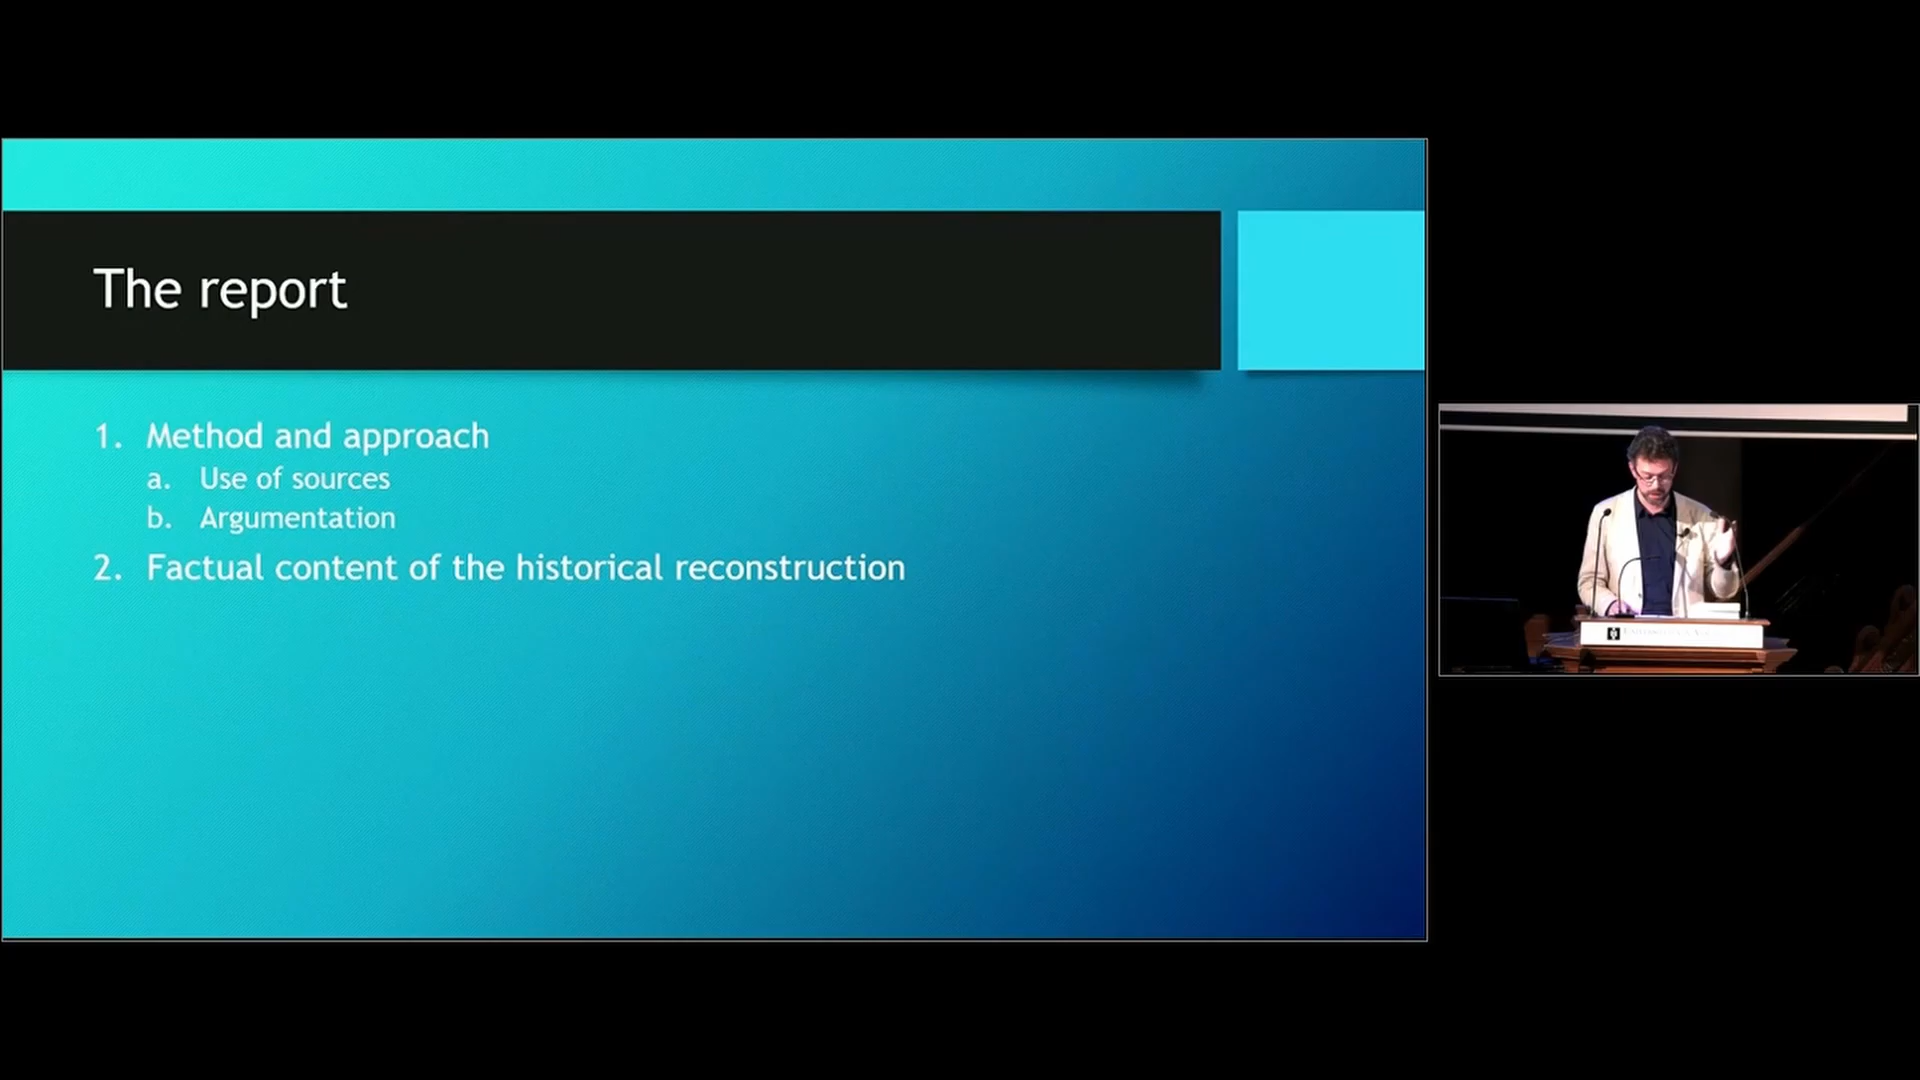 The report
1. Method and approach
a. Use of sources
b. Argumentation
2. Factual content of the historical reconstruction